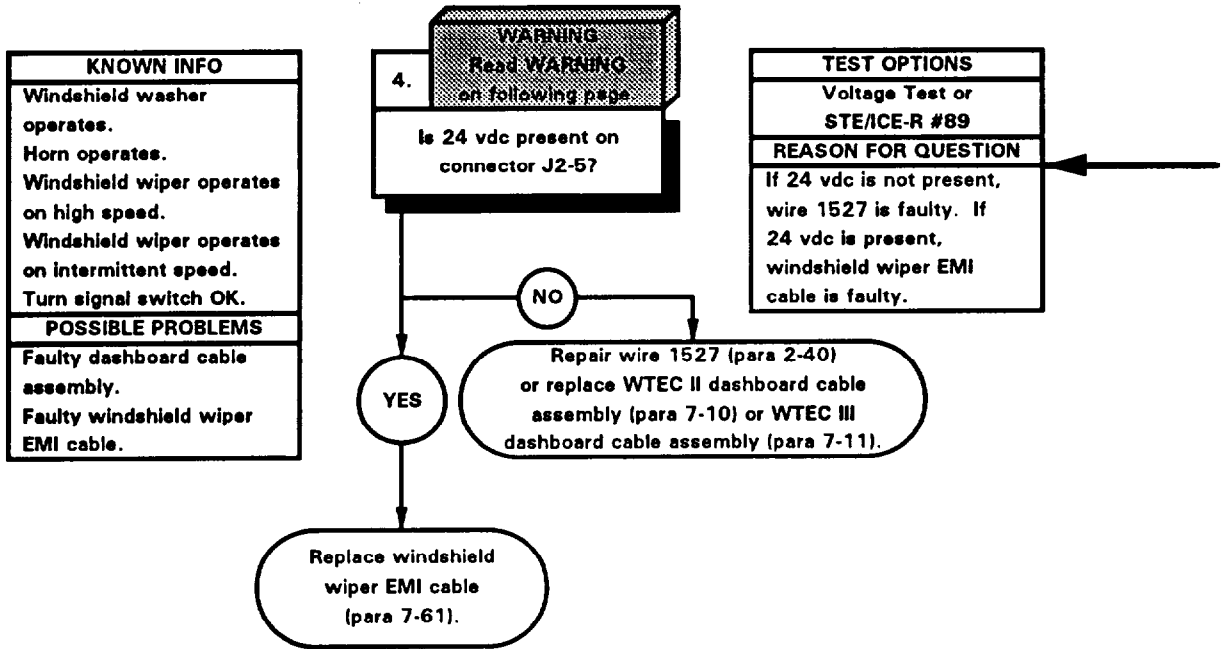 KNOWN INFO
Windshield washer
operates.
Horn operates.
Windshield wiper operates
on high speed.
Windshield wiper operates
on intermittent speed.
Turn signal switch OK.
POSSIBLE PROBLEMS
Faulty dashboard cable
assembly.
Faulty windshield wiper
EMI cable.
WARNING
Read WARNING
on following page
4.
Is 24 vdc present on
connector J2-5?
TEST OPTIONS
Voltage Test or
STE/ICE-R #89
REASON FOR QUESTION
If 24 vdc is not present,
wire 1527 is faulty. If
24 vdc is present,
windshield wiper EMI
cable is faulty.
NO
YES
Repair wire 1527 (para 2-40)
or replace WTEC II dashboard cable
assembly (para 7-10) or WTEC III
dashboard cable assembly (para 7-11).
Replace windshield
wiper EMI cable
(para 7-61).